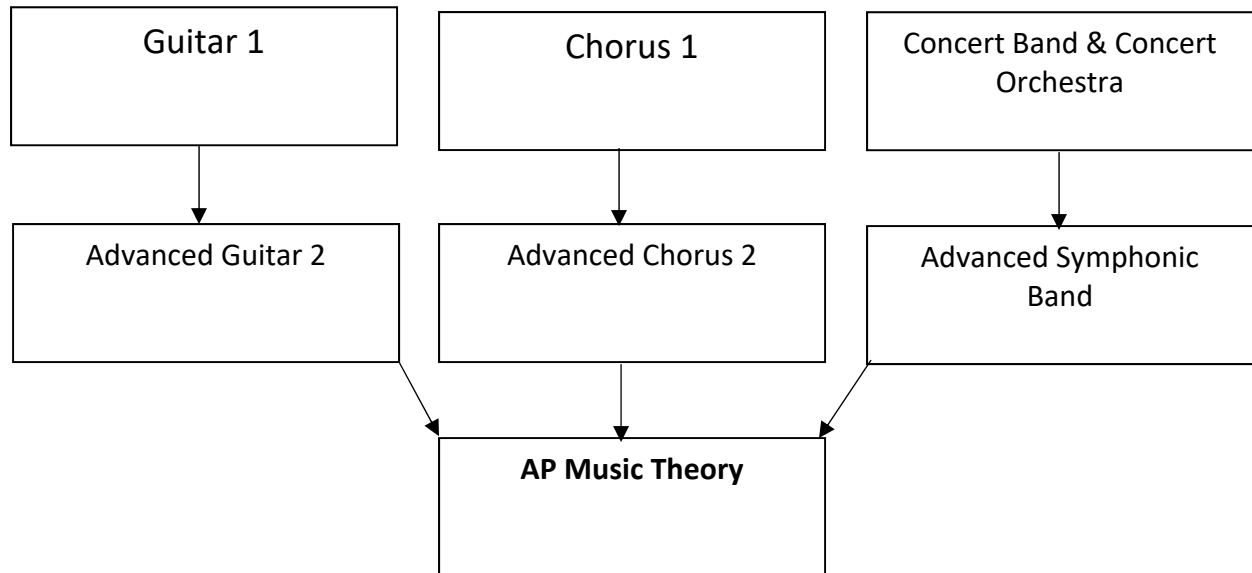 Guitar 1
Chorus 1
Concert Band & Concert
Orchestra
Advanced Guitar 2
Advanced Chorus 2
Advanced Symphonic
Band
AP Music Theory